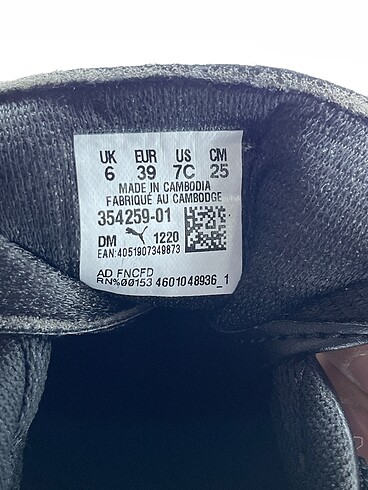 UK EUR US CM
6 39 7C 25
MADE IN CAMBODIA
FABRIQUÉ AU CAMBODGE
354259-01
DM 1220
EAN:4051907349873
AD FNCFD
RN%00153 4601048936_1